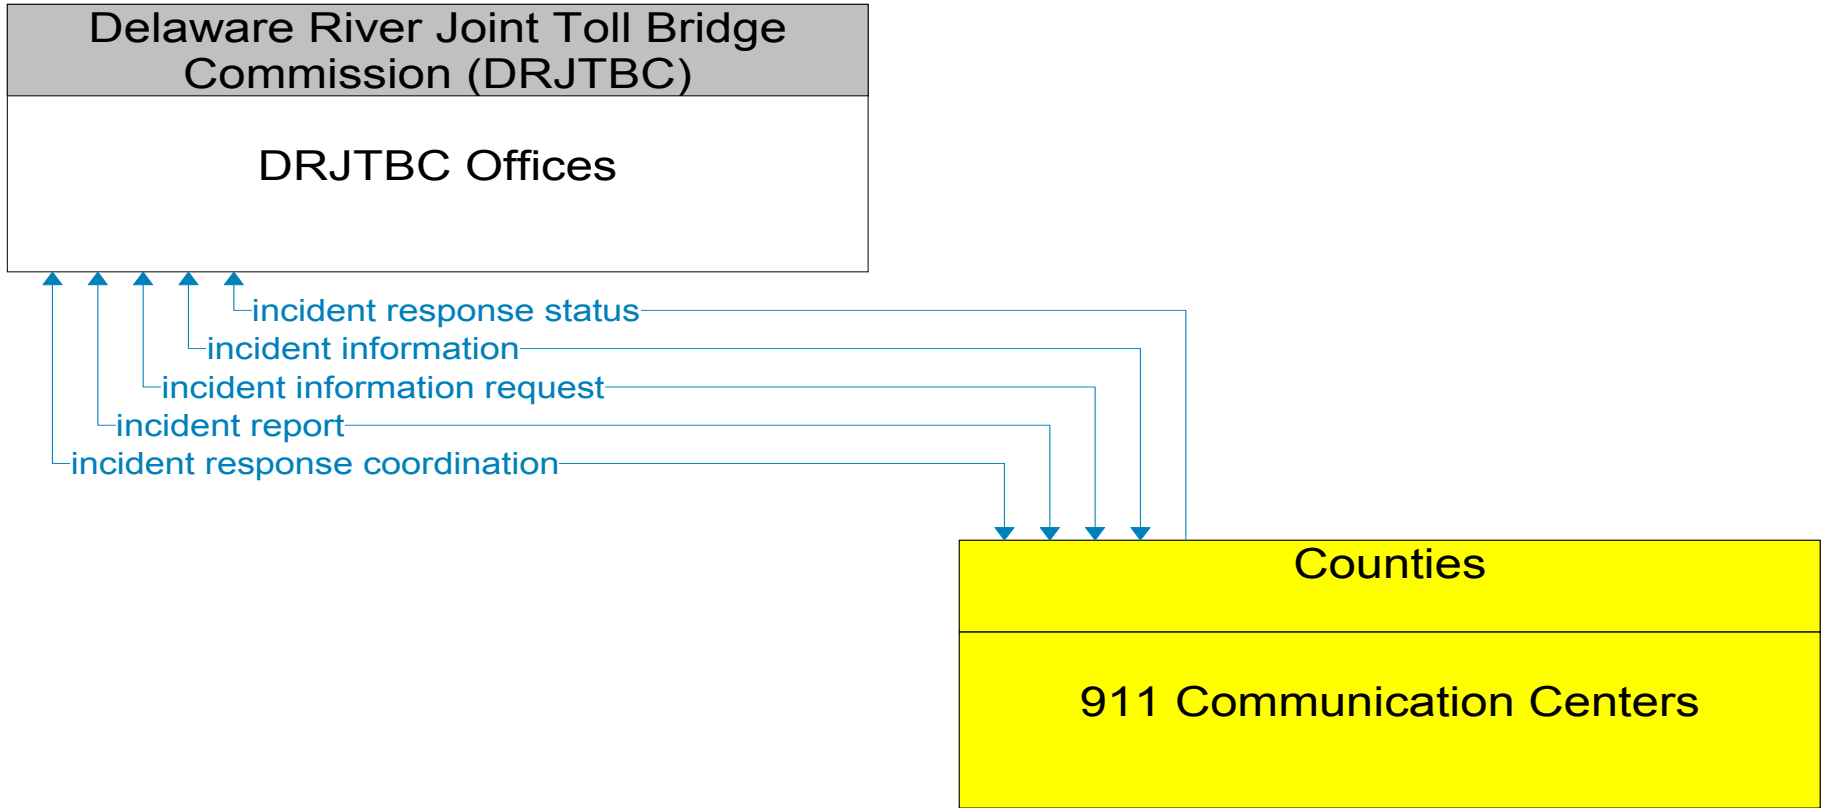 Delaware River Joint Toll Bridge
Commission (DRJTBC)
DRJTBC Offices
incident response status
incident information
incident information request
incident report
incident response coordination
Counties
911 Communication Centers